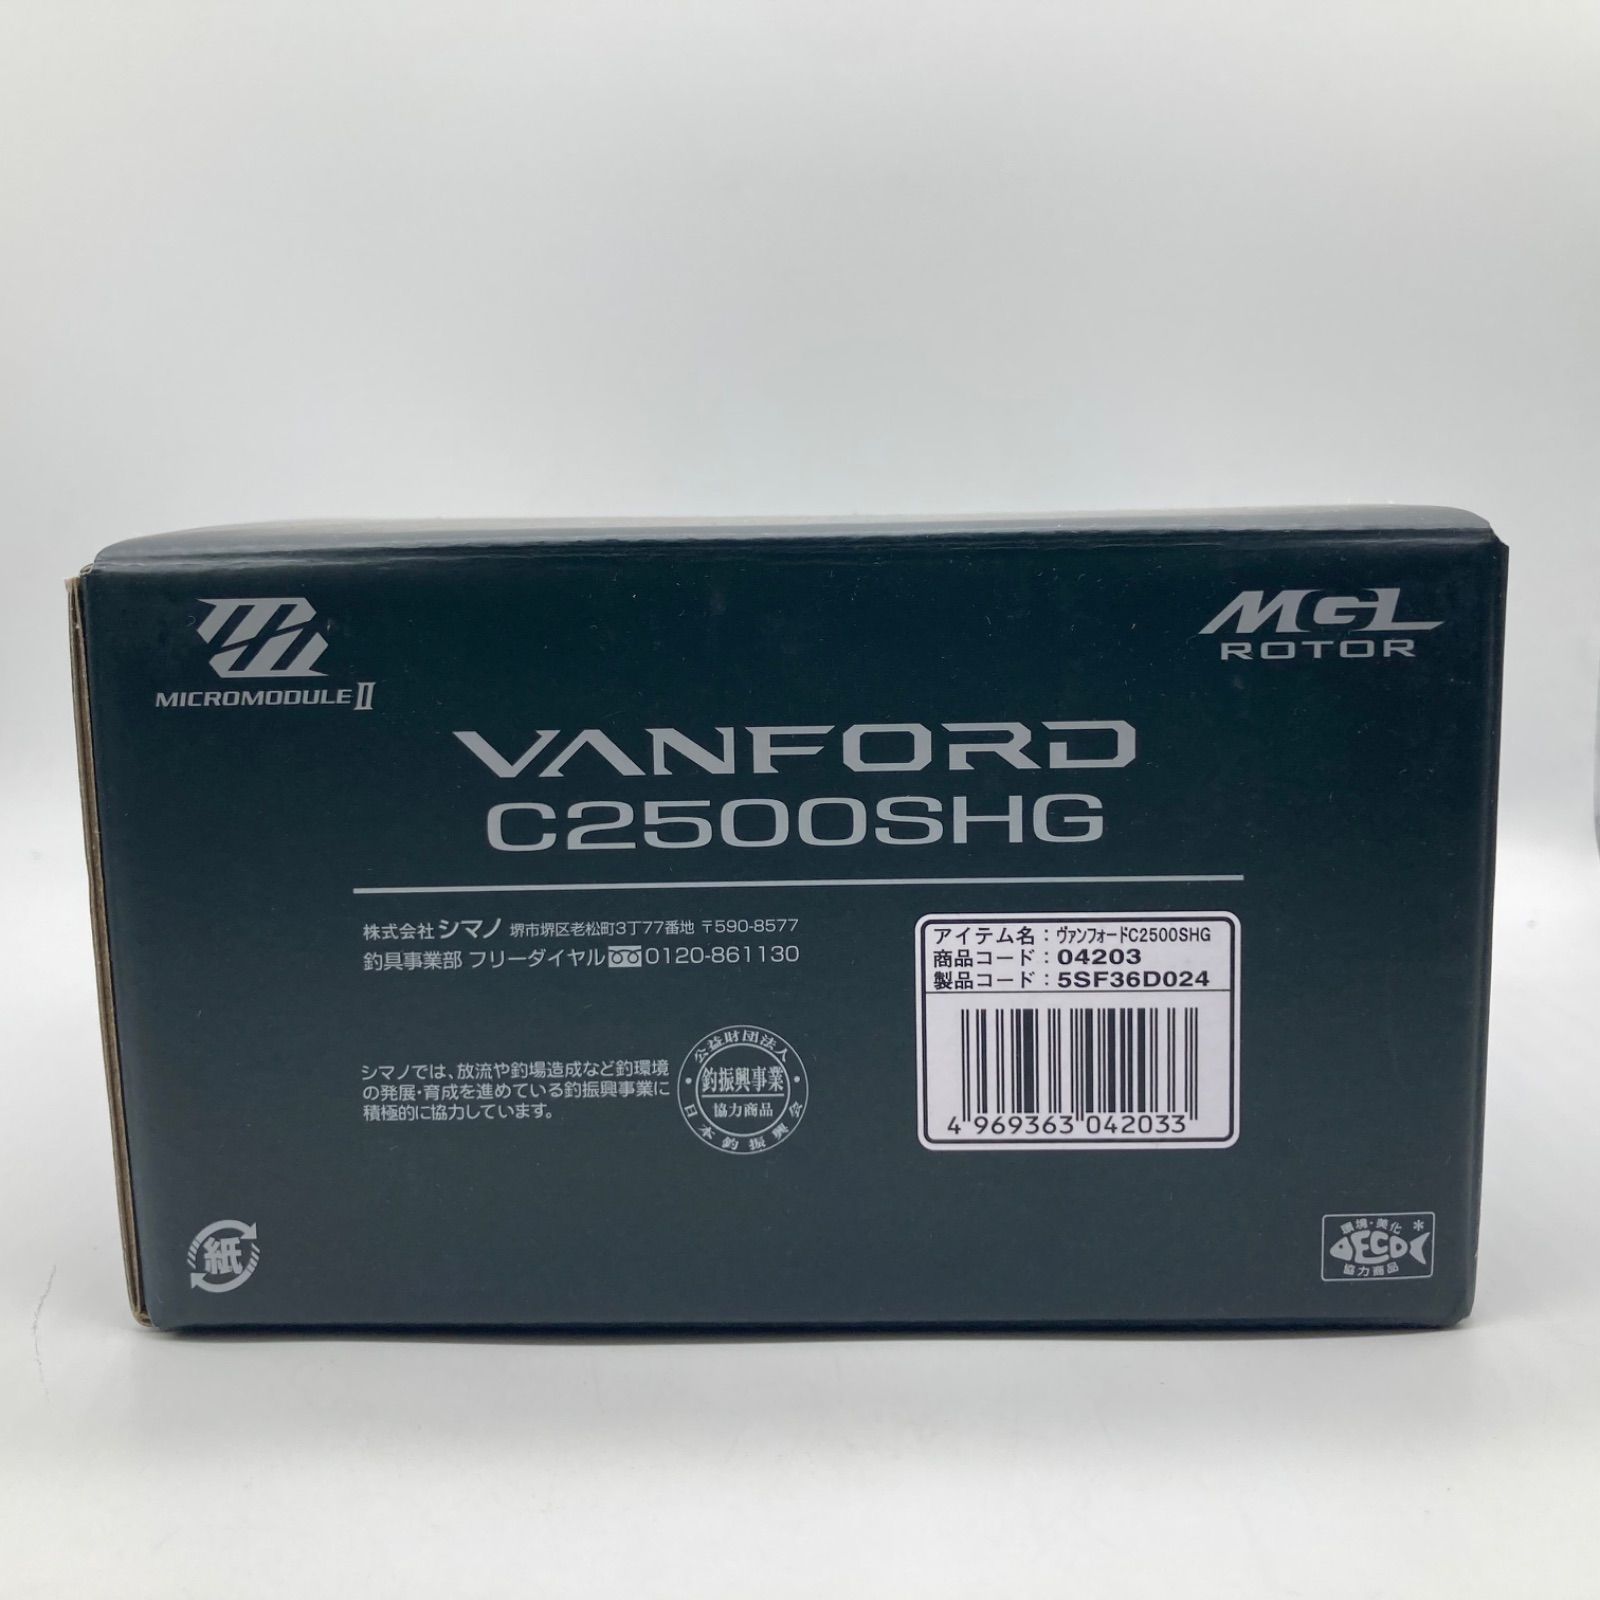 MICROMODULE II
MGL
ROTOR
VANFORD
C2500SHG
株式会社 シマノ 堺市堺区老松町3丁77番地 〒590-8577
釣具事業部 フリーダイヤル 0120-861130
アイテム名：ヴァンフォードC2500SHG
商品コード：04203
製品コード：5SF36D024
4 969363 042033
シマノでは、放流や釣場造成など釣環境
の発展・育成を進めている釣振興事業に
積極的に協力しています。
公益財団法人
釣振興事業
協力商品
日本釣振興会
紙
環境・美化
ECO
協力商品